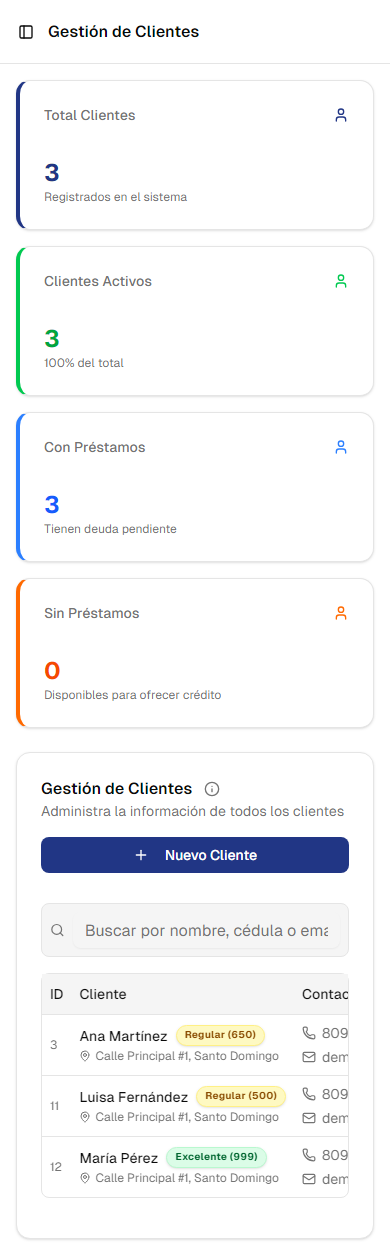 Gestión de Clientes
Total Clientes
3
Registrados en el sistema
Clientes Activos
3
100% del total
Con Préstamos
3
Tienen deuda pendiente
Sin Préstamos
0
Disponibles para ofrecer crédito
Gestión de Clientes
Administra la información de todos los clientes
Nuevo Cliente
Buscar por nombre, cédula o ema
ID Cliente Contac
3 Ana Martínez Regular (650) 809
Calle Principal #1, Santo Domingo dem
11 Luisa Fernández Regular (500) 809
Calle Principal #1, Santo Domingo dem
12 María Pérez Excelente (999) 809
Calle Principal #1, Santo Domingo dem